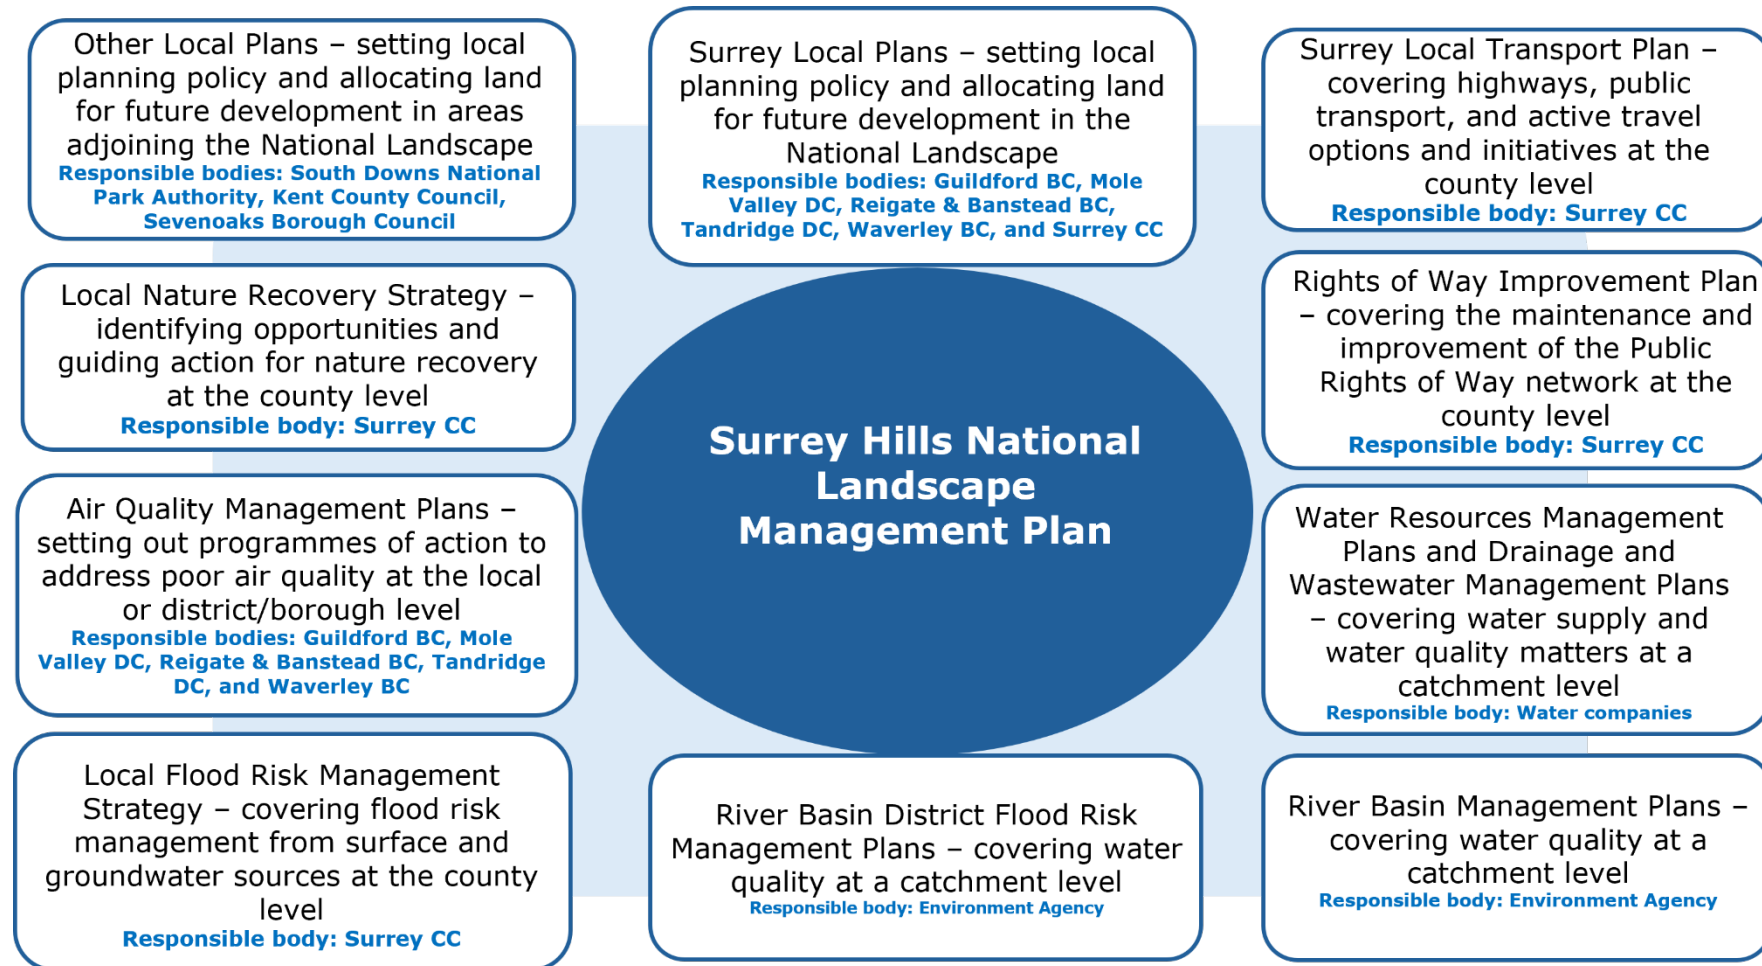 Other Local Plans – setting local
planning policy and allocating land
for future development in areas
adjoining the National Landscape
Responsible bodies: South Downs National
Park Authority, Kent County Council,
Sevenoaks Borough Council
Surrey Local Plans – setting local
planning policy and allocating land
for future development in the
National Landscape
Responsible bodies: Guildford BC, Mole
Valley DC, Reigate & Banstead BC,
Tandridge DC, Waverley BC, and Surrey CC
Surrey Local Transport Plan –
covering highways, public
transport, and active travel
options and initiatives at the
county level
Responsible body: Surrey CC
Local Nature Recovery Strategy –
identifying opportunities and
guiding action for nature recovery
at the county level
Responsible body: Surrey CC
Surrey Hills National
Landscape
Management Plan
Rights of Way Improvement Plan
– covering the maintenance and
improvement of the Public
Rights of Way network at the
county level
Responsible body: Surrey CC
Air Quality Management Plans –
setting out programmes of action to
address poor air quality at the local
or district/borough level
Responsible bodies: Guildford BC, Mole
Valley DC, Reigate & Banstead BC, Tandridge
DC, and Waverley BC
Water Resources Management
Plans and Drainage and
Wastewater Management Plans
– covering water supply and
water quality matters at a
catchment level
Responsible body: Water companies
Local Flood Risk Management
Strategy – covering flood risk
management from surface and
groundwater sources at the county
level
Responsible body: Surrey CC
River Basin District Flood Risk
Management Plans – covering water
quality at a catchment level
Responsible body: Environment Agency
River Basin Management Plans –
covering water quality at a
catchment level
Responsible body: Environment Agency